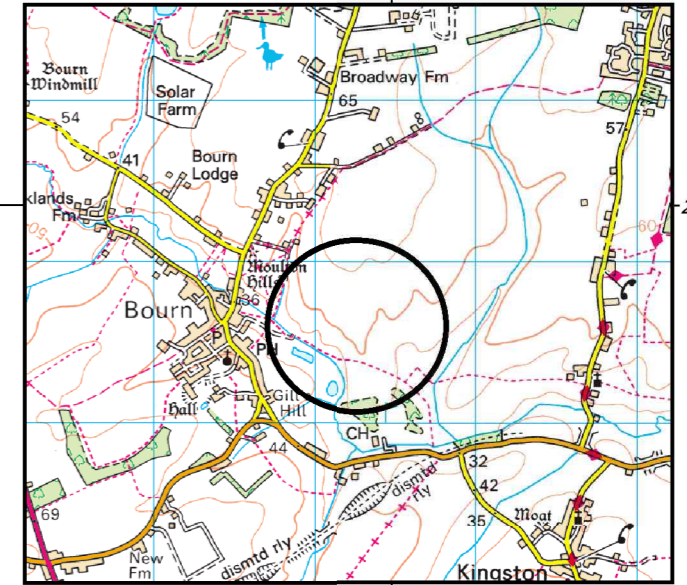 Bourn
Windmill
Solar
Farm
Broadway Fm
65
54
57
8
41
Bourn
Lodge
klands
Fm
50
60
2
Moulton
Hills
36
Bourn
P
PH
Hall
Gill
Hill
CH
44
32
42
35
dismtd
rly
69
Moat
New
Fm
dismtd rly
Kingston